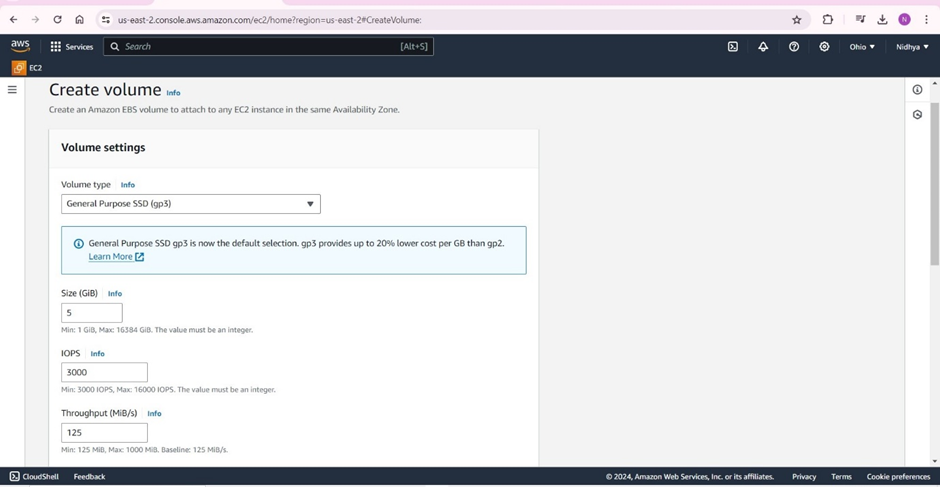 us-east-2.console.aws.amazon.com/ec2/home?region=us-east-2#CreateVolume:
N
aws
Services
Search
[Alt+S]
Ohio ▼
Nidhya ▼
EC2
Create volume Info
Create an Amazon EBS volume to attach to any EC2 instance in the same Availability Zone.
Volume settings
Volume type Info
General Purpose SSD (gp3)
General Purpose SSD gp3 is now the default selection. gp3 provides up to 20% lower cost per GB than gp2.
Learn More
Size (GiB) Info
5
Min: 1 GiB, Max: 16384 GiB. The value must be an integer.
IOPS Info
3000
Min: 3000 IOPS, Max: 16000 IOPS. The value must be an integer.
Throughput (MiB/s) Info
125
Min: 125 MiB, Max: 1000 MiB. Baseline: 125 MiB/s.
CloudShell Feedback © 2024, Amazon Web Services, Inc. or its affiliates. Privacy Terms Cookie preferences